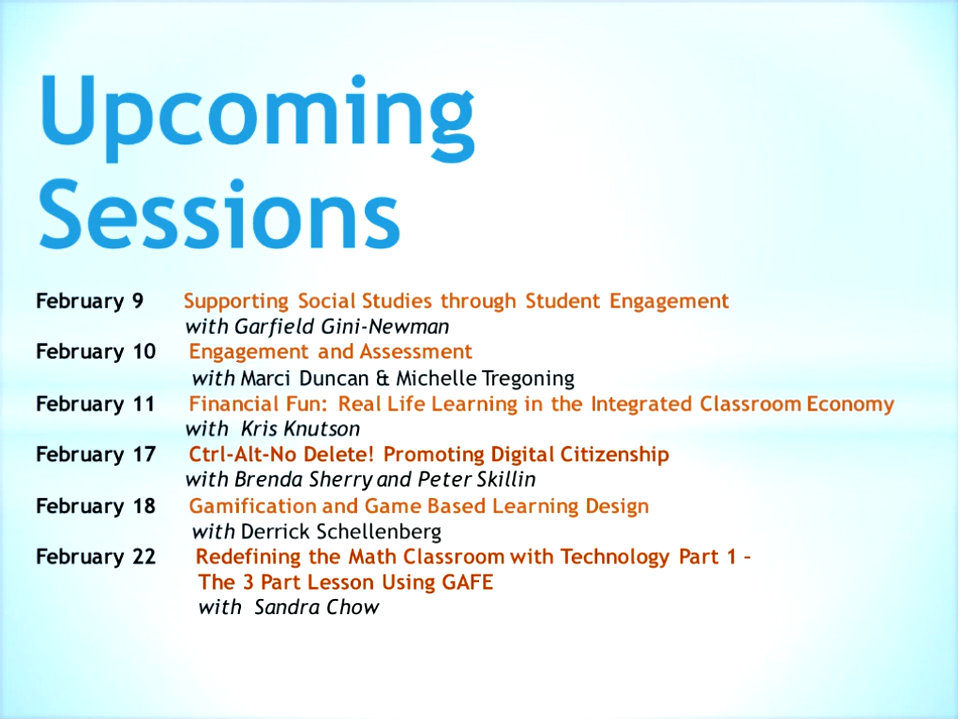 Upcoming
Sessions
February 9 Supporting Social Studies through Student Engagement
with Garfield Gini-Newman
February 10 Engagement and Assessment
with Marci Duncan & Michelle Tregoning
February 11 Financial Fun: Real Life Learning in the Integrated Classroom Economy
with Kris Knutson
February 17 Ctrl-Alt-No Delete! Promoting Digital Citizenship
with Brenda Sherry and Peter Skillin
February 18 Gamification and Game Based Learning Design
with Derrick Schellenberg
February 22 Redefining the Math Classroom with Technology Part 1 –
The 3 Part Lesson Using GAFE
with Sandra Chow